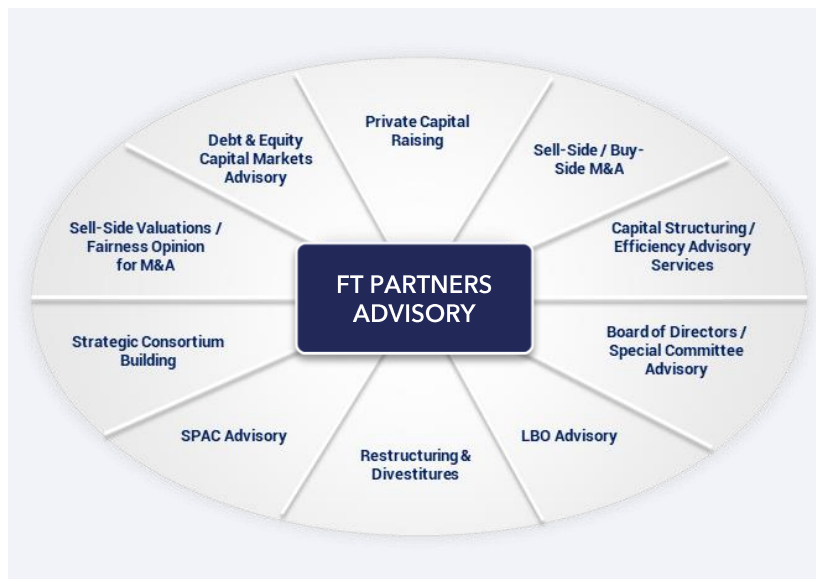 Private Capital
Raising
Sell-Side / Buy-
Side M&A
Capital Structuring /
Efficiency Advisory
Services
Board of Directors /
Special Committee
Advisory
LBO Advisory
Restructuring &
Divestitures
SPAC Advisory
Strategic Consortium
Building
Sell-Side Valuations /
Fairness Opinion
for M&A
Debt & Equity
Capital Markets
Advisory
FT PARTNERS
ADVISORY